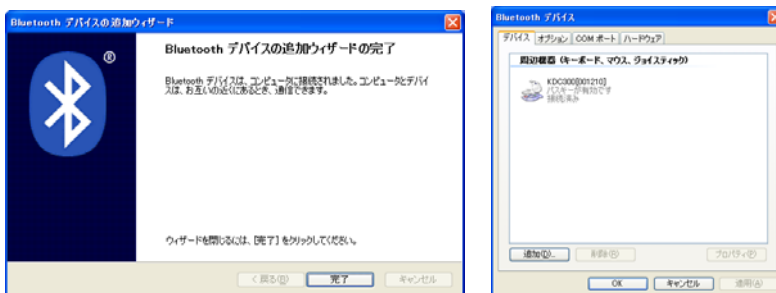 Bluetooth デバイスの追加ウィザード
®
Bluetooth デバイスの追加ウィザードの完了
Bluetooth デバイスは、コンピュータに接続されました。コンピュータとデバイ
スは、お互いの近くにあるとき、通信できます。
ウィザードを閉じるには、[完了] をクリックしてください。
< 戻る(B)
完了
キャンセル
Bluetooth デバイス
デバイス オプション COM ポート ハードウェア
周辺機器 (キーボード、マウス、ジョイスティック)
KDC300[001210]
パスキーが有効です
接続済み
追加(D)...
削除(E)
プロパティ(P)
OK
キャンセル
適用(A)